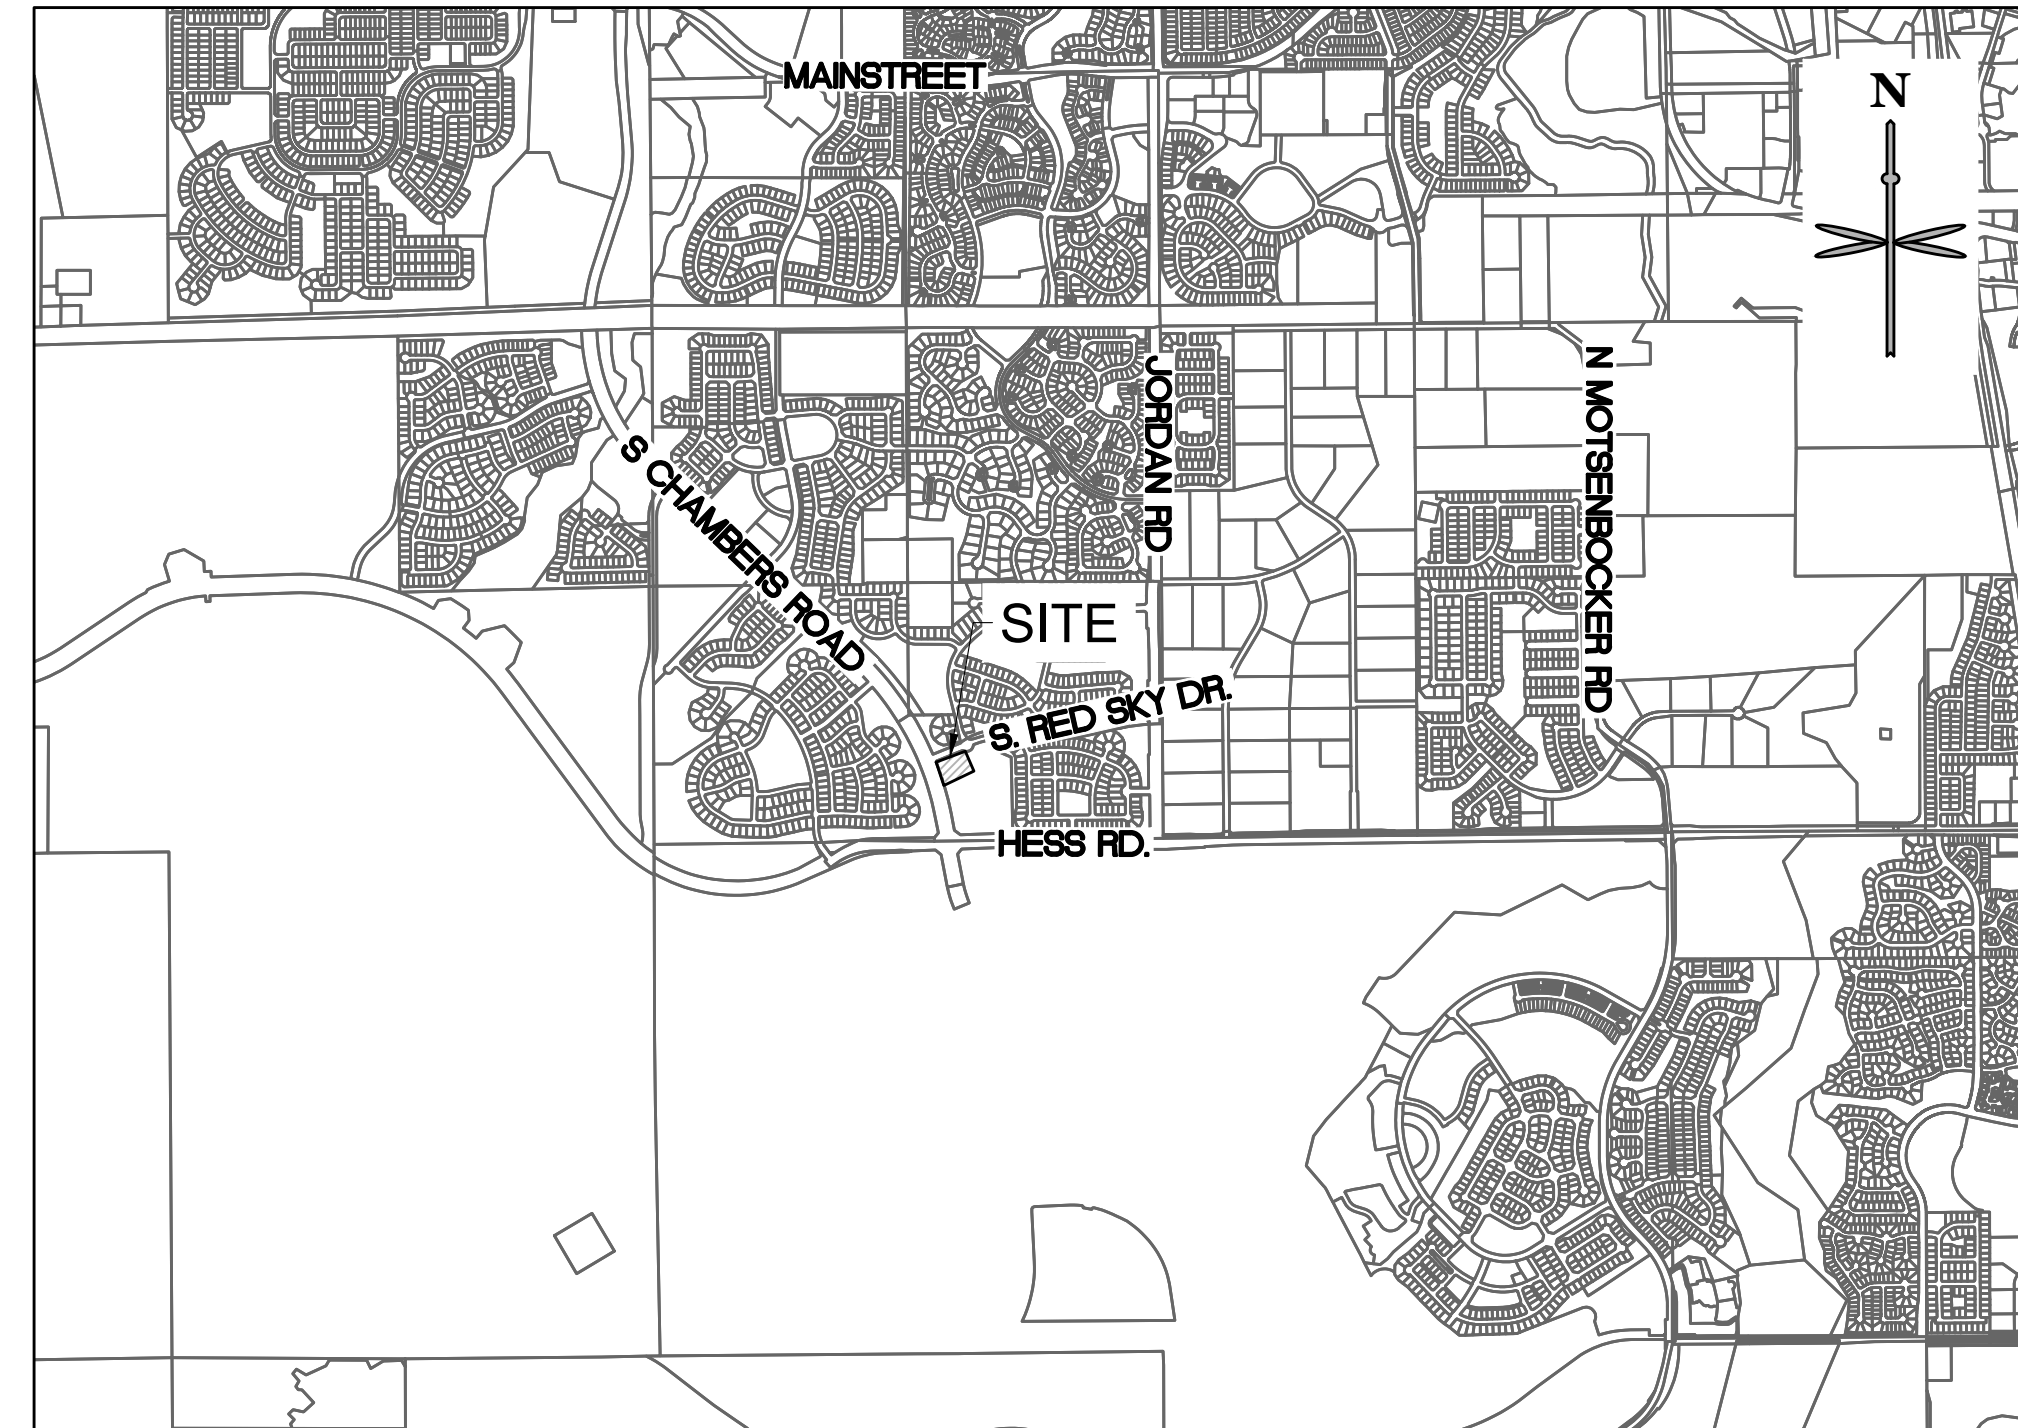 MAINSTREET
N
JORDAN RD
N MOTSENBOCKER RD
S CHAMBERS ROAD
SITE
S. RED SKY DR.
HESS RD.